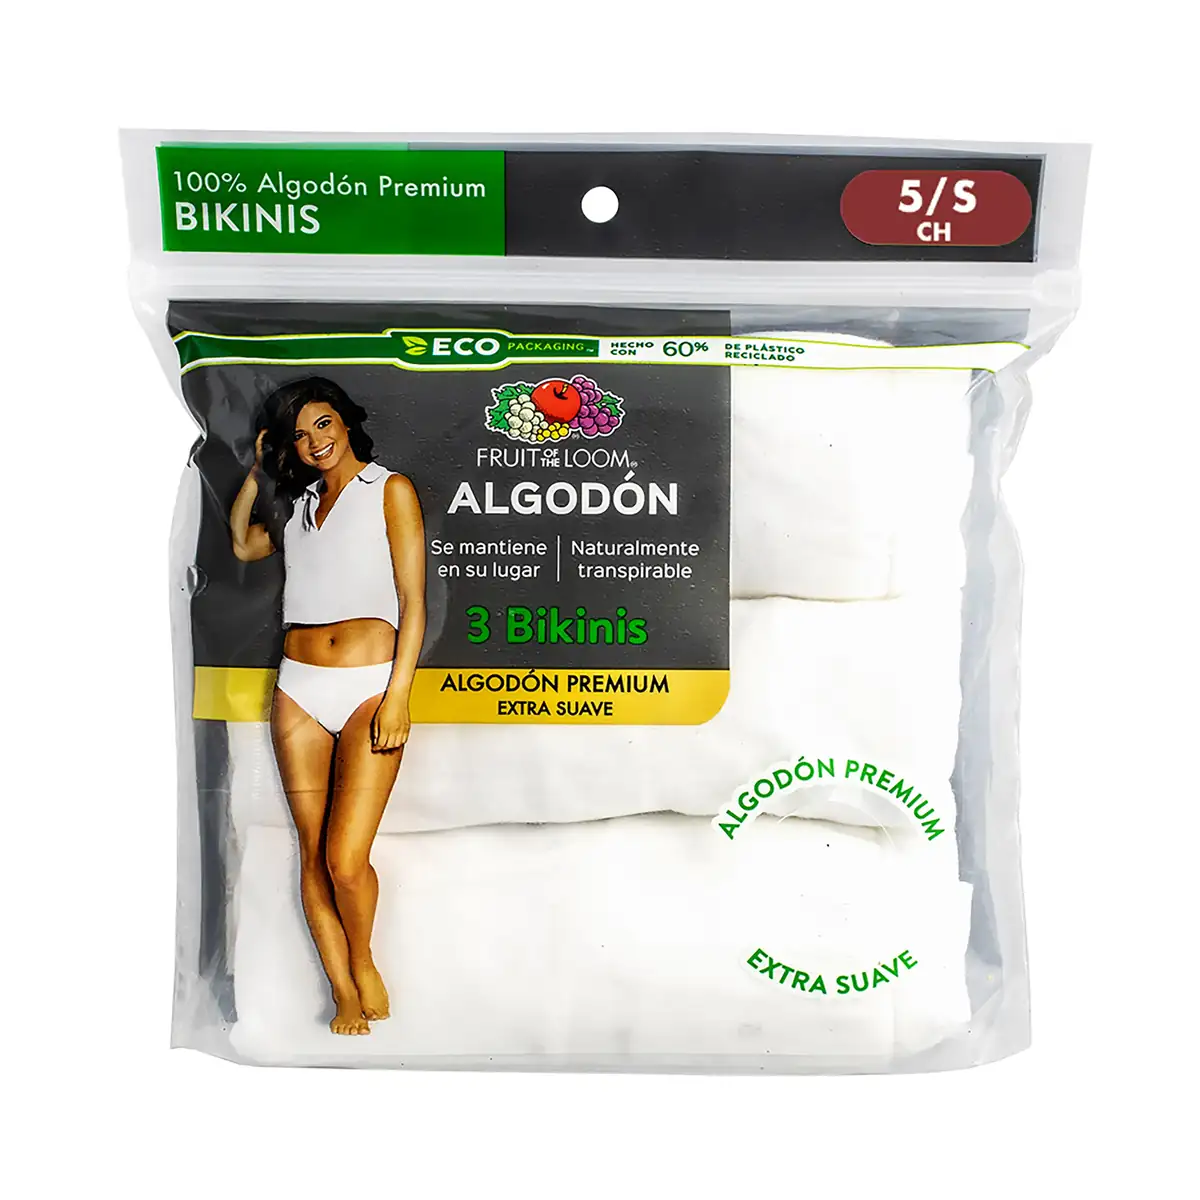 100% Algodón Premium
BIKINIS
5/S
CH
ECO PACKAGING™ HECHO CON 60% DE PLÁSTICO RECICLADO
FRUIT OF THE LOOM®
ALGODÓN
Se mantiene en su lugar
Naturalmente transpirable
3 Bikinis
ALGODÓN PREMIUM
EXTRA SUAVE
ALGODÓN PREMIUM
EXTRA SUAVE